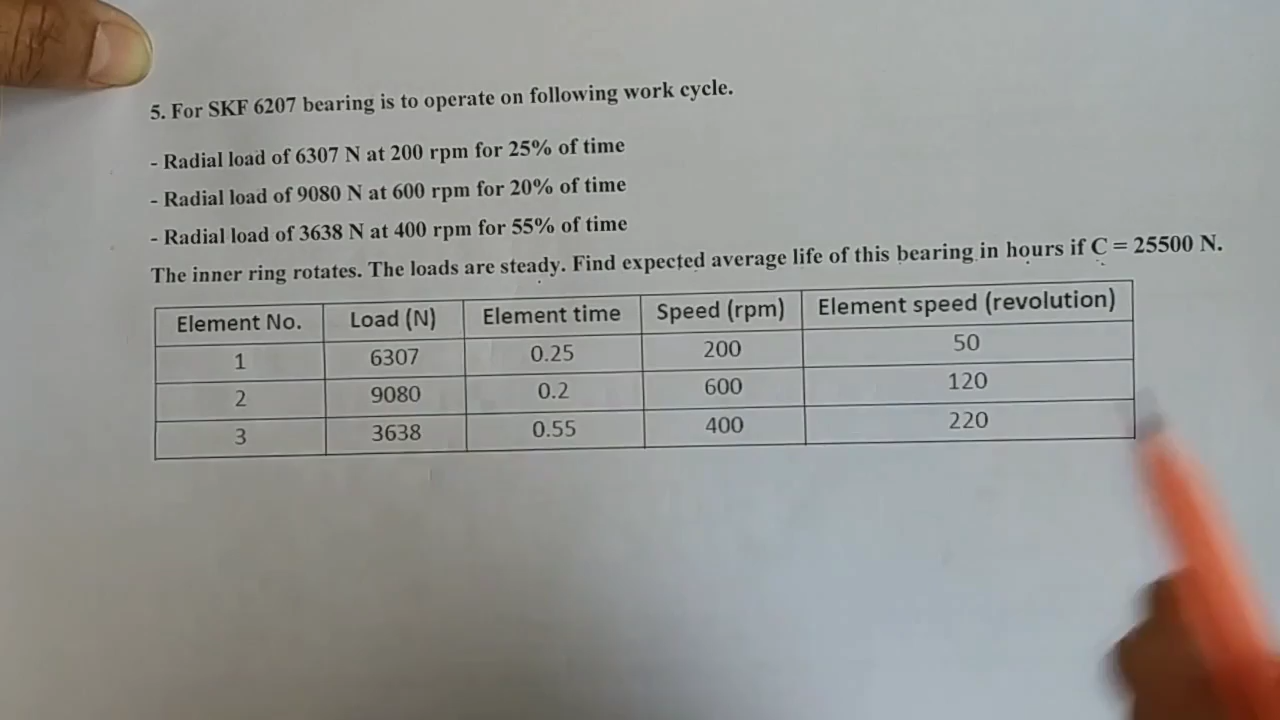 5. For SKF 6207 bearing is to operate on following work cycle.
- Radial load of 6307 N at 200 rpm for 25% of time
- Radial load of 9080 N at 600 rpm for 20% of time
- Radial load of 3638 N at 400 rpm for 55% of time
The inner ring rotates. The loads are steady. Find expected average life of this bearing in hours if C = 25500 N.
Element No. Load (N) Element time Speed (rpm) Element speed (revolution)
1 6307 0.25 200 50
2 9080 0.2 600 120
3 3638 0.55 400 220